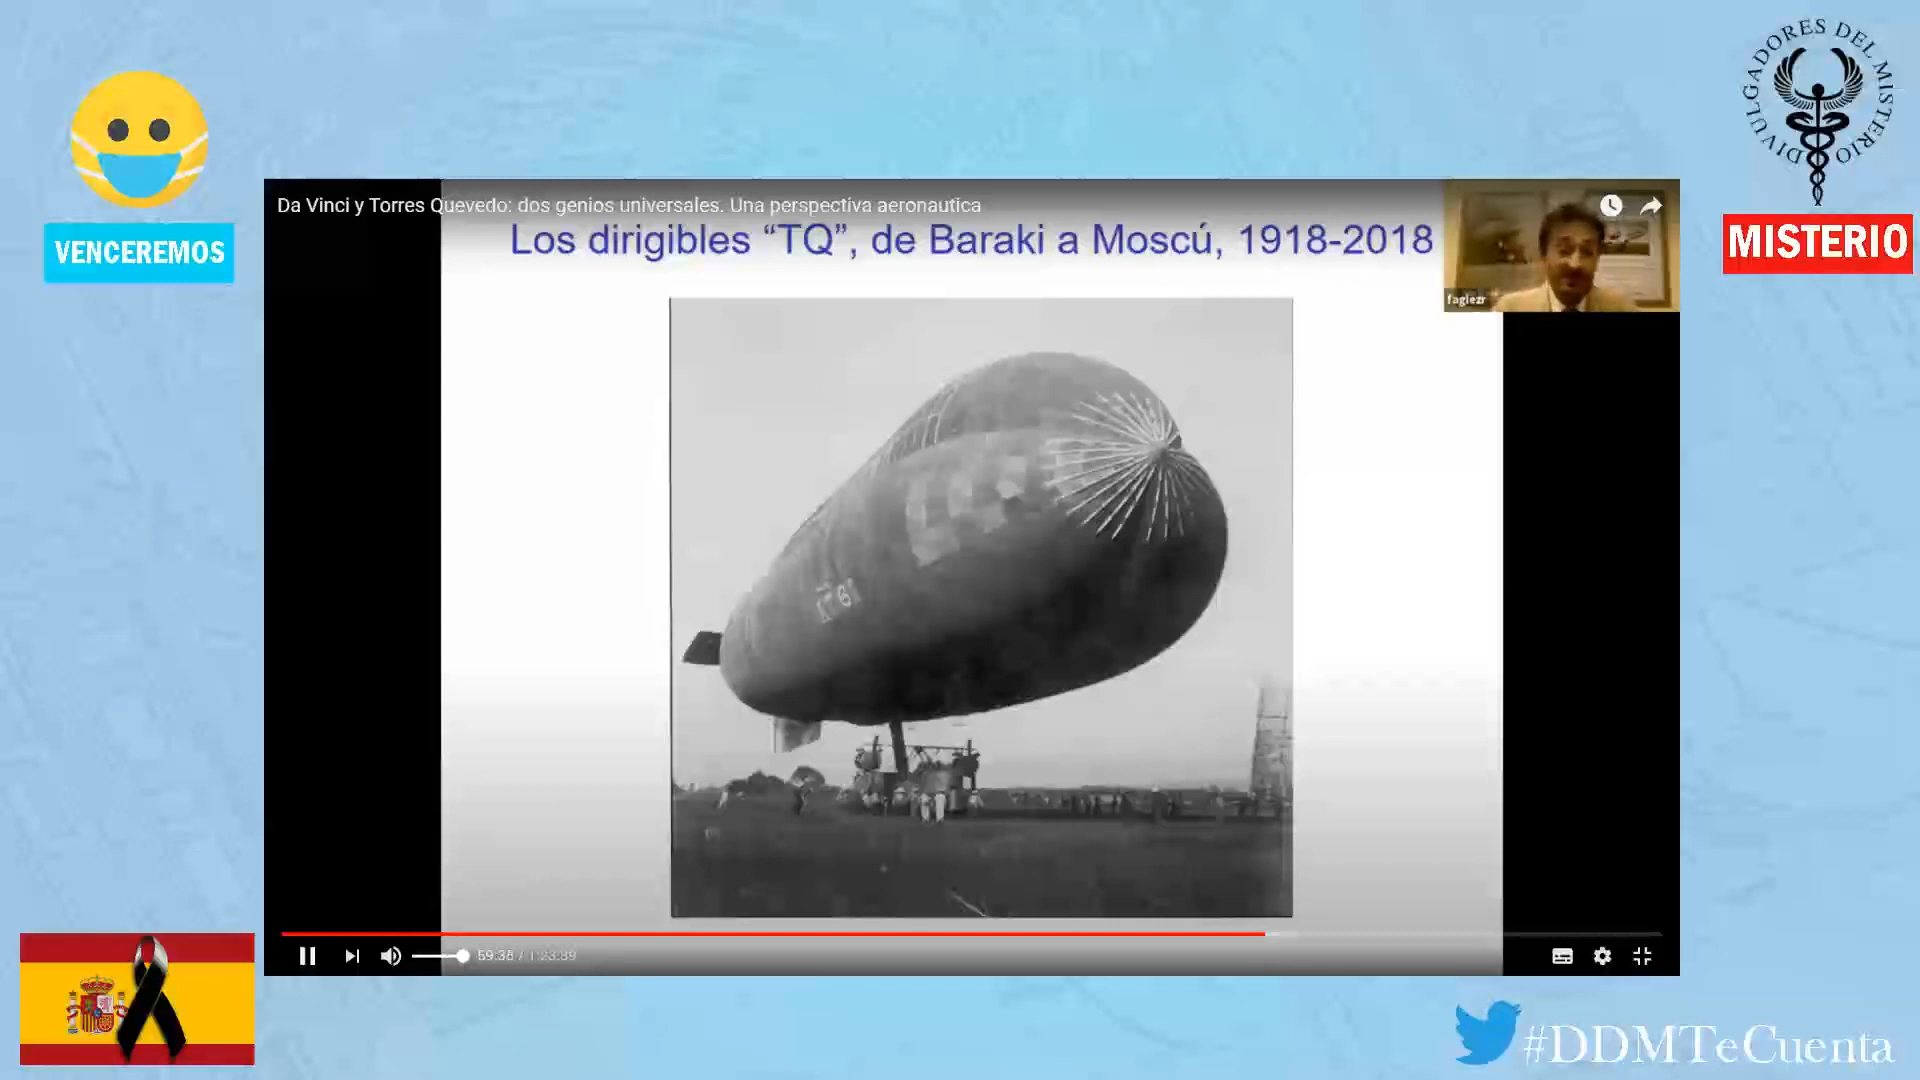 DIVULGADORES DEL MISTERIO
VENCEREMOS
MISTERIO
Da Vinci y Torres Quevedo: dos genios universales. Una perspectiva aeronautica
Los dirigibles “TQ”, de Baraki a Moscú, 1918-2018
faglezr
59:35 / 1:23:39
#DDMTeCuenta